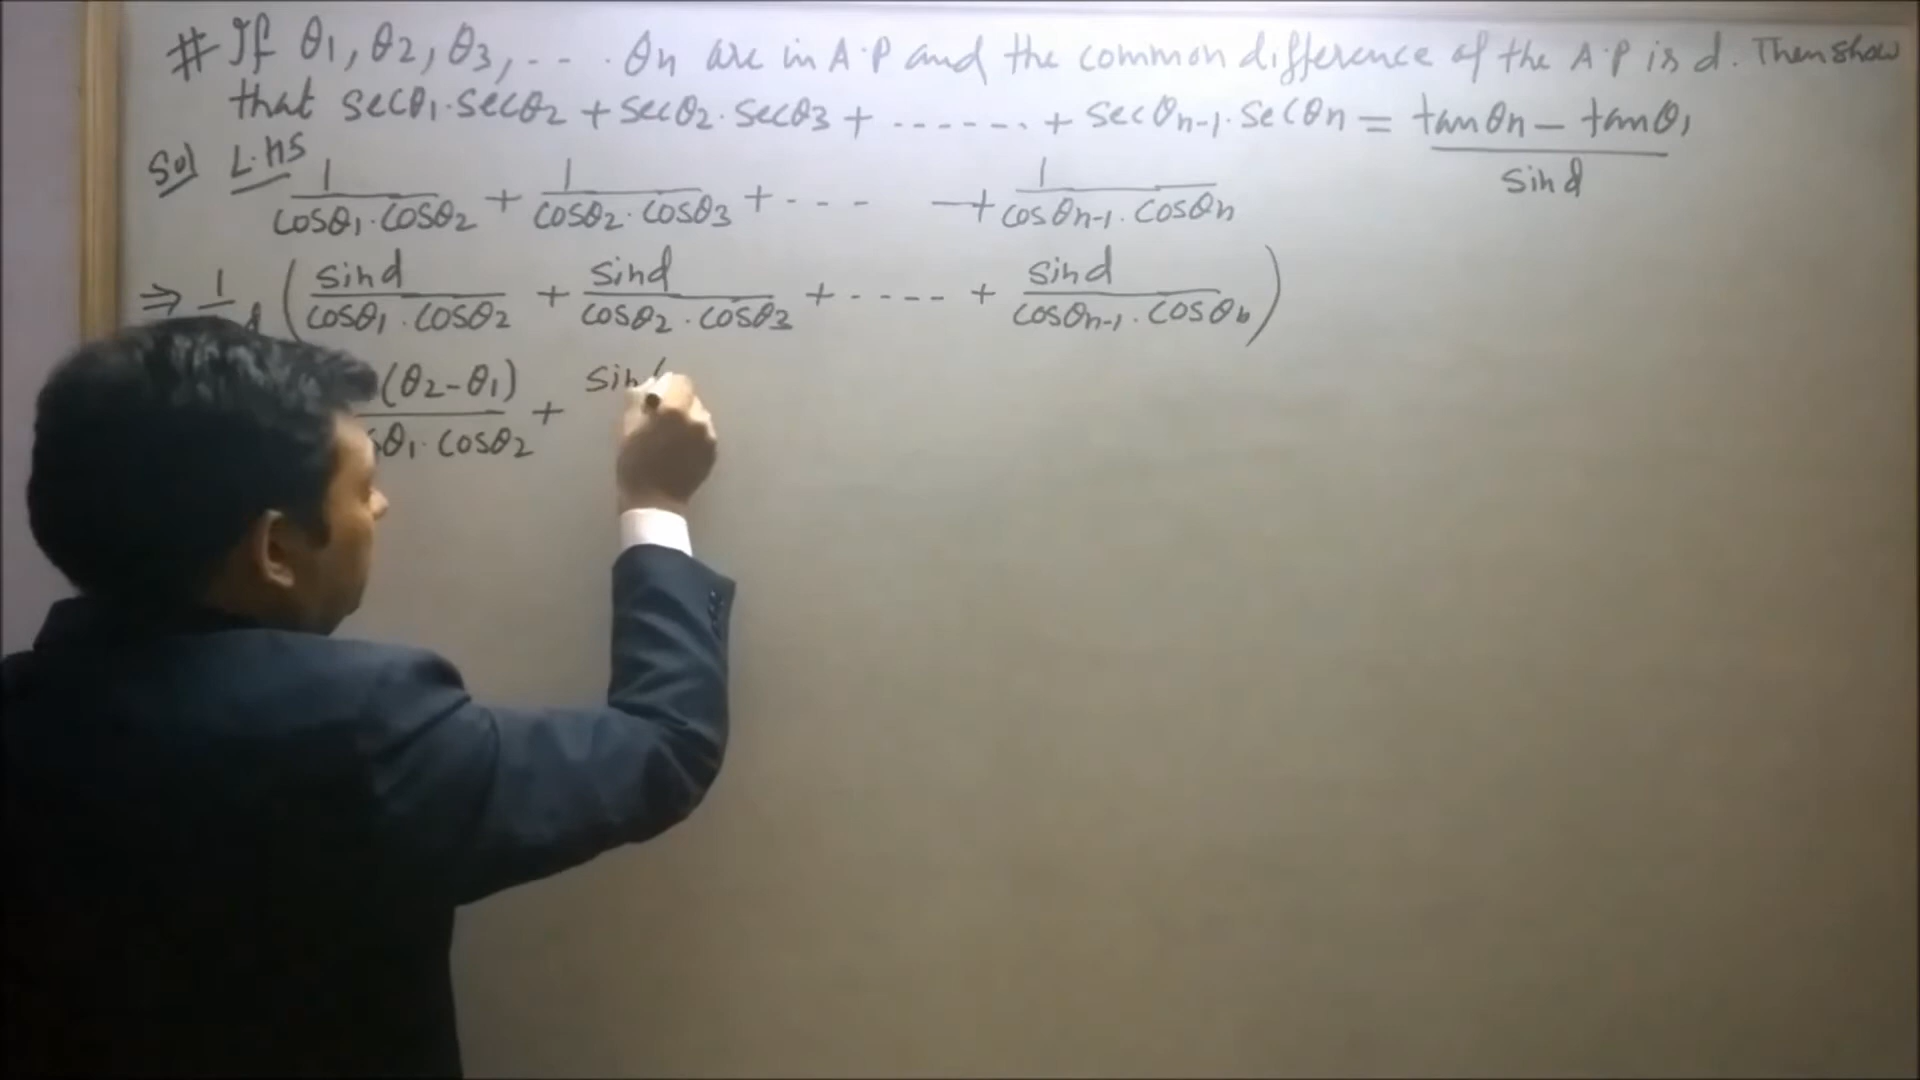 # If θ1, θ2, θ3, ... . θn are in A.P and the common difference of the A.P is d. Then show
that secθ1.secθ2 + secθ2.secθ3 + ....... + secθn-1.secθn = tanθn - tanθ1 / sin d
Sol L.HS
1/cosθ1.cosθ2 + 1/cosθ2.cosθ3 + - - - - + 1/cosθn-1.cosθn
⇒ 1/ d ( sind/cosθ1.cosθ2 + sind/cosθ2.cosθ3 + - - - - + sind/cosθn-1.cosθn )
(θ2-θ1)/sθ1.cosθ2 + sin(